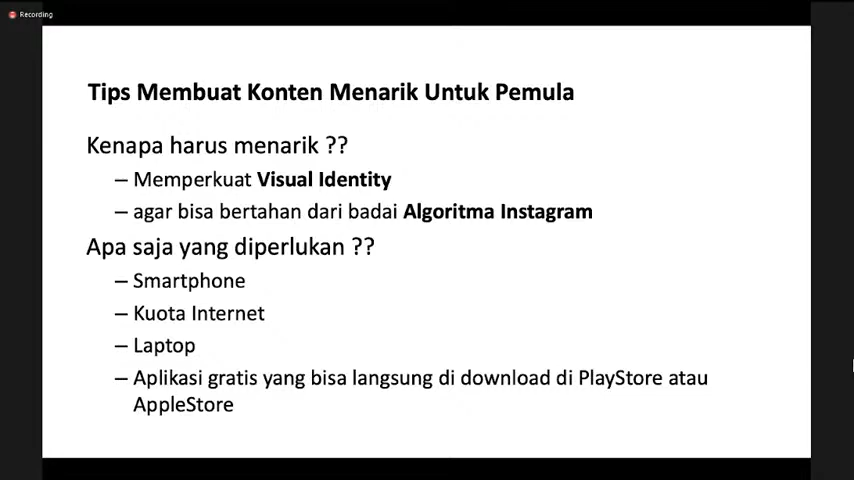 Recording
Tips Membuat Konten Menarik Untuk Pemula
Kenapa harus menarik ??
– Memperkuat Visual Identity
– agar bisa bertahan dari badai Algoritma Instagram
Apa saja yang diperlukan ??
– Smartphone
– Kuota Internet
– Laptop
– Aplikasi gratis yang bisa langsung di download di PlayStore atau
AppleStore